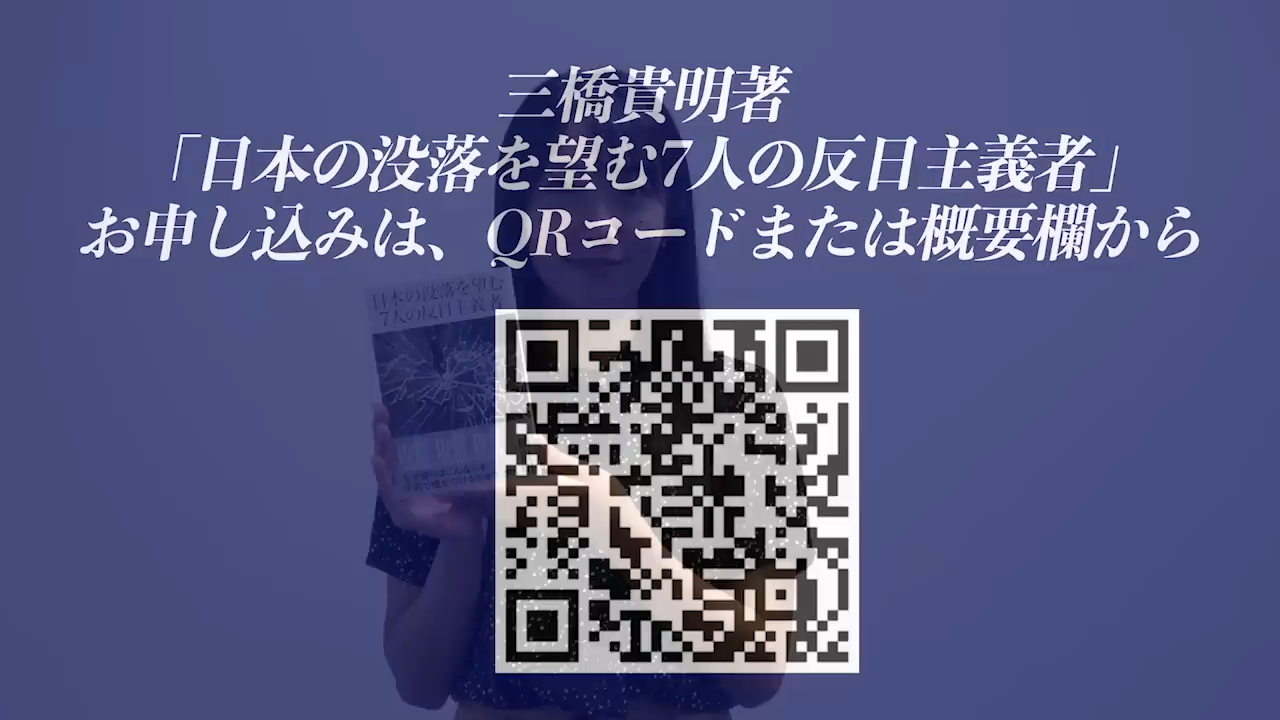 三橋貴明著
「日本の没落を望む7人の反日主義者」
お申し込みは、QRコードまたは概要欄から
日本の没落を望む
7人の反日主義者